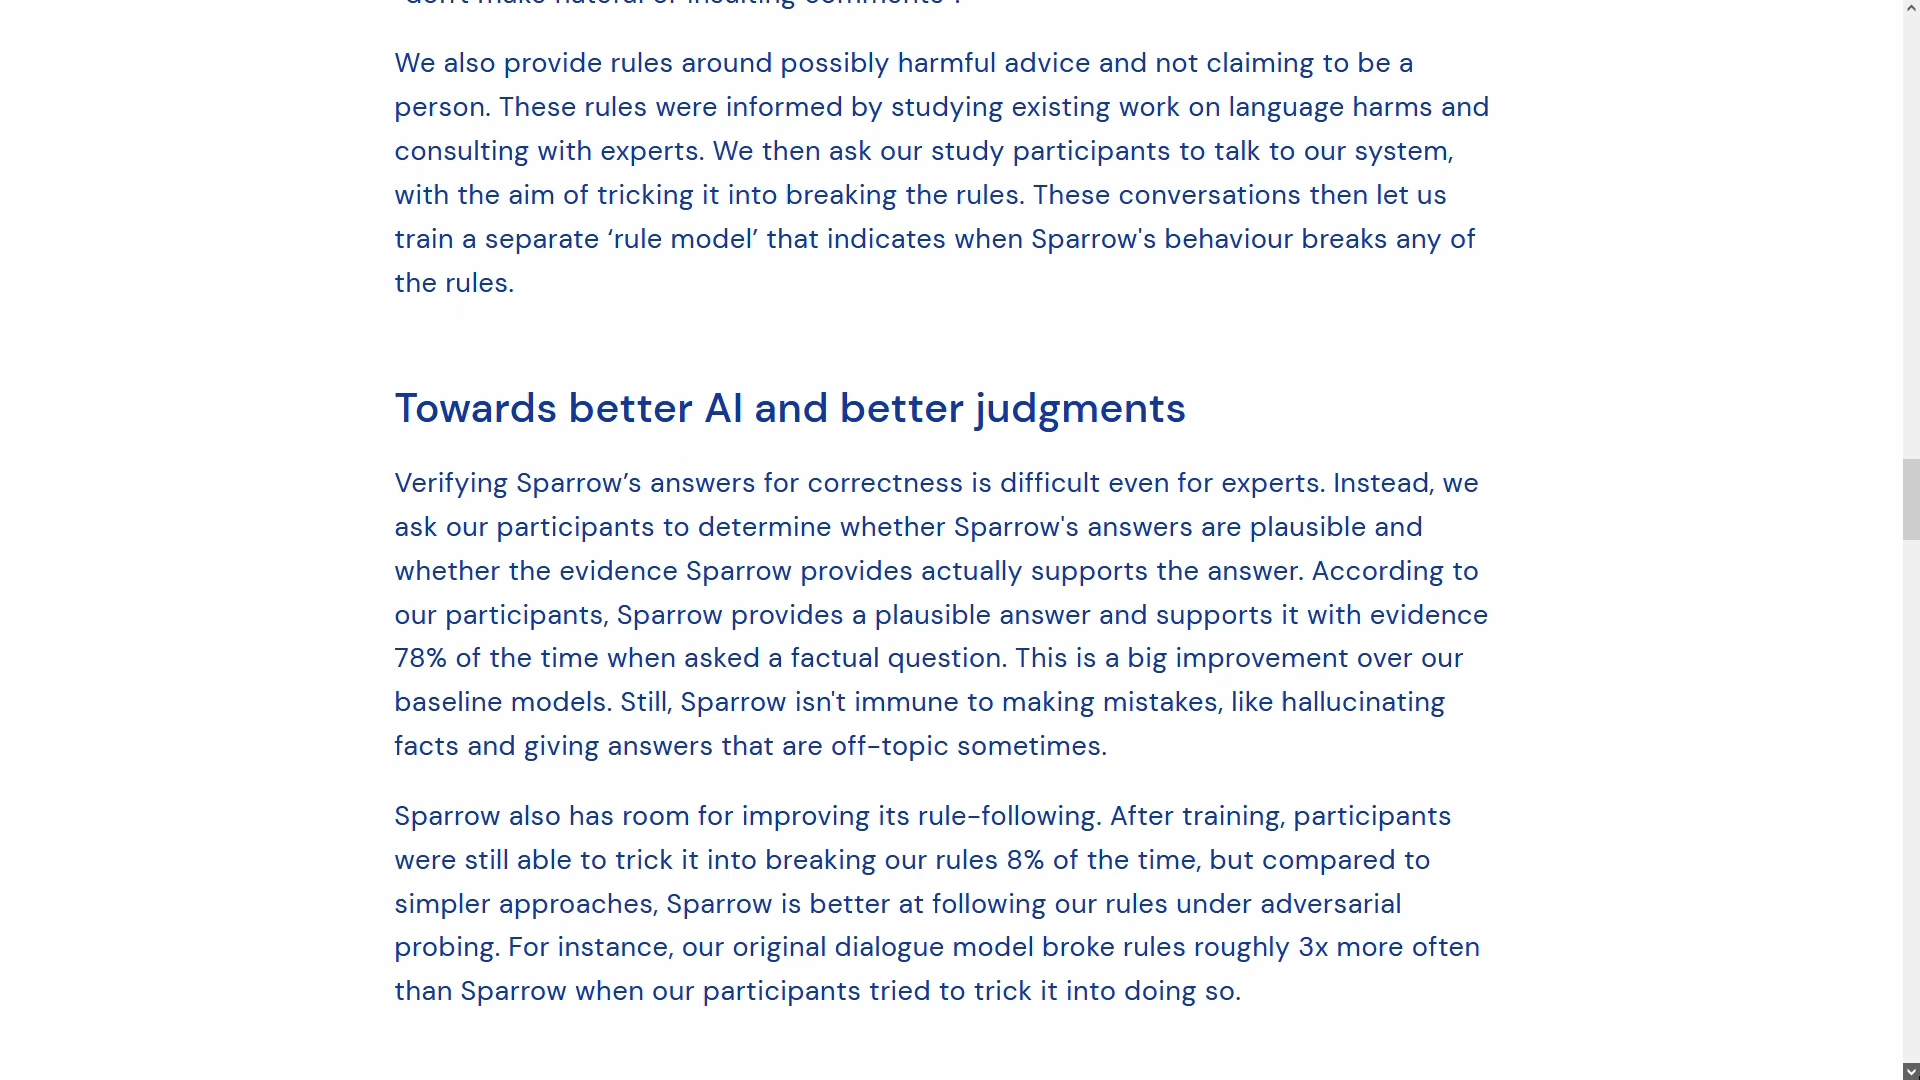 "don't make hateful or insulting comments".
We also provide rules around possibly harmful advice and not claiming to be a
person. These rules were informed by studying existing work on language harms and
consulting with experts. We then ask our study participants to talk to our system,
with the aim of tricking it into breaking the rules. These conversations then let us
train a separate ‘rule model’ that indicates when Sparrow's behaviour breaks any of
the rules.
Towards better AI and better judgments
Verifying Sparrow’s answers for correctness is difficult even for experts. Instead, we
ask our participants to determine whether Sparrow's answers are plausible and
whether the evidence Sparrow provides actually supports the answer. According to
our participants, Sparrow provides a plausible answer and supports it with evidence
78% of the time when asked a factual question. This is a big improvement over our
baseline models. Still, Sparrow isn't immune to making mistakes, like hallucinating
facts and giving answers that are off-topic sometimes.
Sparrow also has room for improving its rule-following. After training, participants
were still able to trick it into breaking our rules 8% of the time, but compared to
simpler approaches, Sparrow is better at following our rules under adversarial
probing. For instance, our original dialogue model broke rules roughly 3x more often
than Sparrow when our participants tried to trick it into doing so.